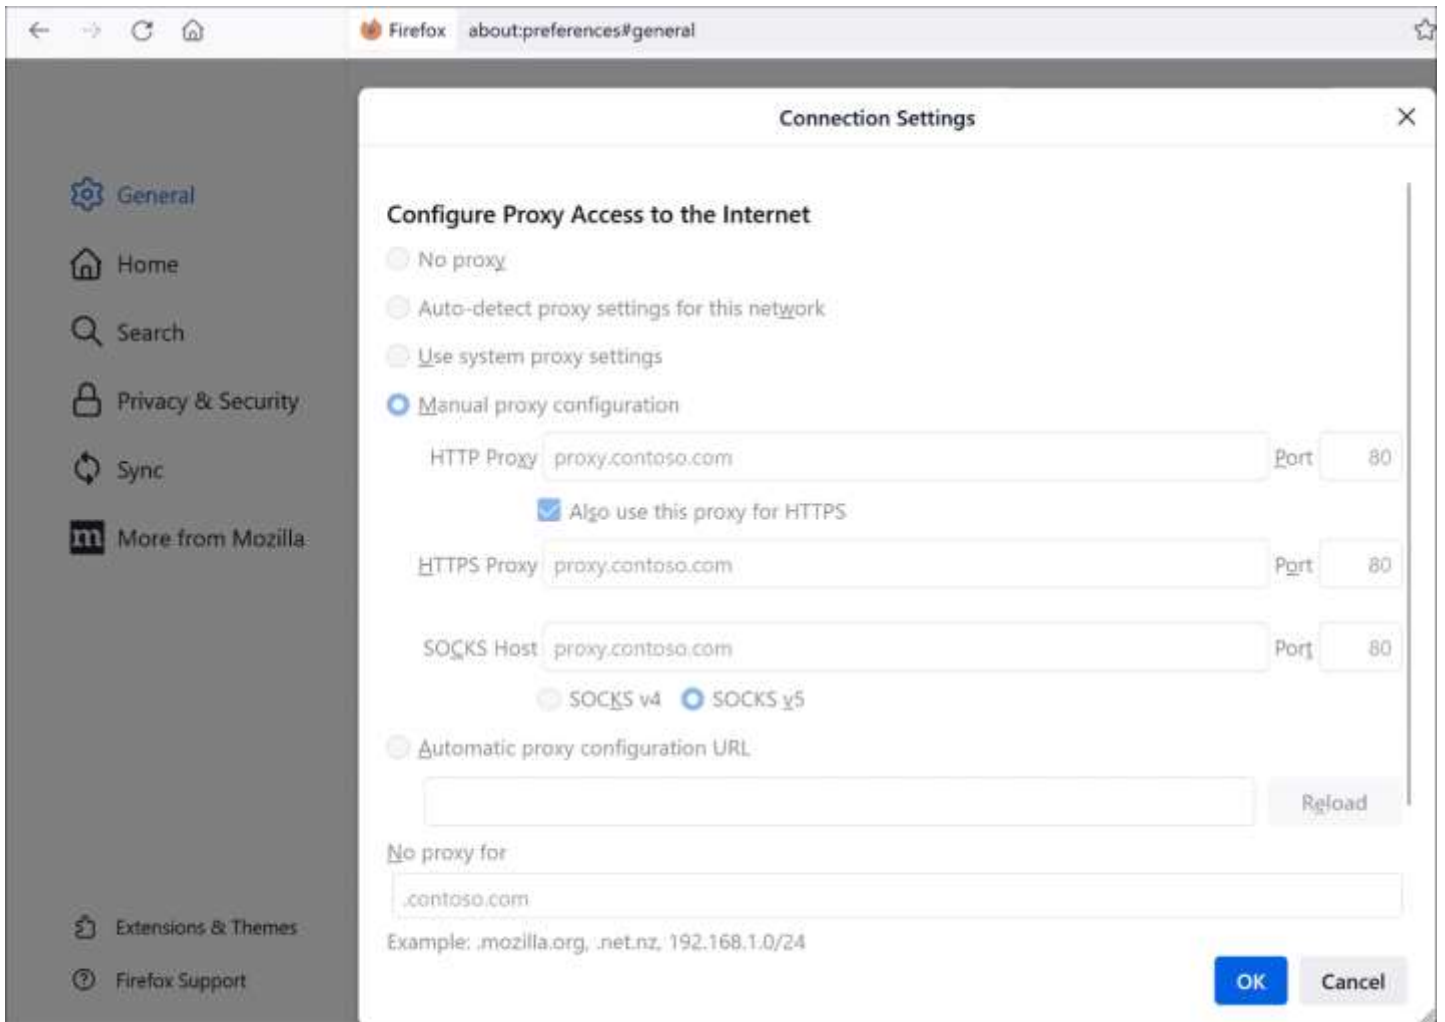 Firefox about:preferences#general
Connection Settings
General
Home
Search
Privacy & Security
Sync
More from Mozilla
Extensions & Themes
Firefox Support
Configure Proxy Access to the Internet
No proxy
Auto-detect proxy settings for this network
Use system proxy settings
Manual proxy configuration
HTTP Proxy proxy.contoso.com Port 80
Also use this proxy for HTTPS
HTTPS Proxy proxy.contoso.com Port 80
SOCKS Host proxy.contoso.com Port 80
SOCKS v4 SOCKS v5
Automatic proxy configuration URL
Reload
No proxy for
.contoso.com
Example: .mozilla.org, .net.nz, 192.168.1.0/24
OK Cancel